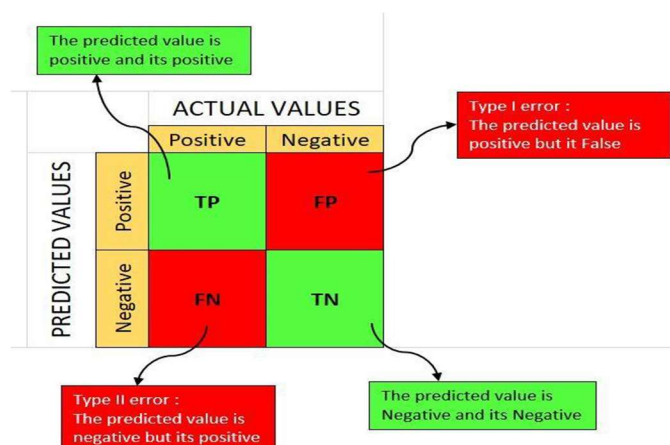 The predicted value is
positive and its positive
ACTUAL VALUES
Positive
Negative
Type I error :
The predicted value is
positive but it False
PREDICTED VALUES
Positive
TP
FP
Negative
FN
TN
Type II error :
The predicted value is
negative but its positive
The predicted value is
Negative and its Negative